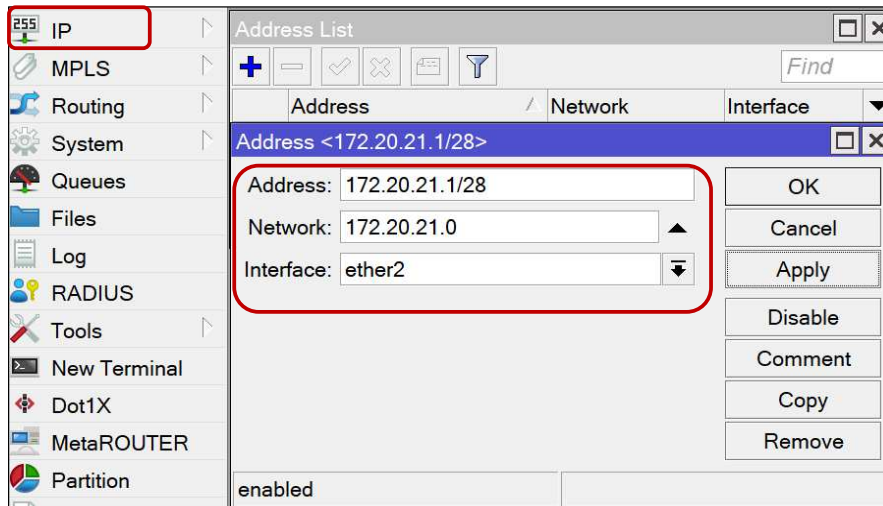 255 IP
MPLS
Routing
System
Queues
Files
Log
RADIUS
Tools
New Terminal
Dot1X
MetaROUTER
Partition
Address List
Find
Address Network Interface
Address <172.20.21.1/28>
Address: 172.20.21.1/28
Network: 172.20.21.0
Interface: ether2
OK
Cancel
Apply
Disable
Comment
Copy
Remove
enabled